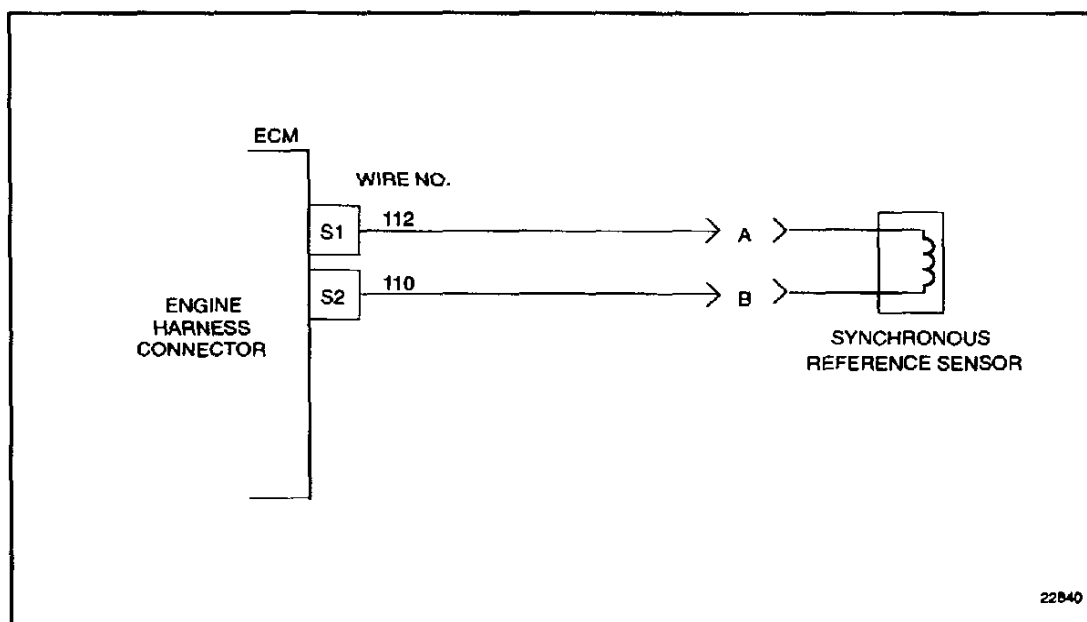 ECM
WIRE NO.
S1
112
A
S2
110
B
ENGINE
HARNESS
CONNECTOR
SYNCHRONOUS
REFERENCE SENSOR
22840